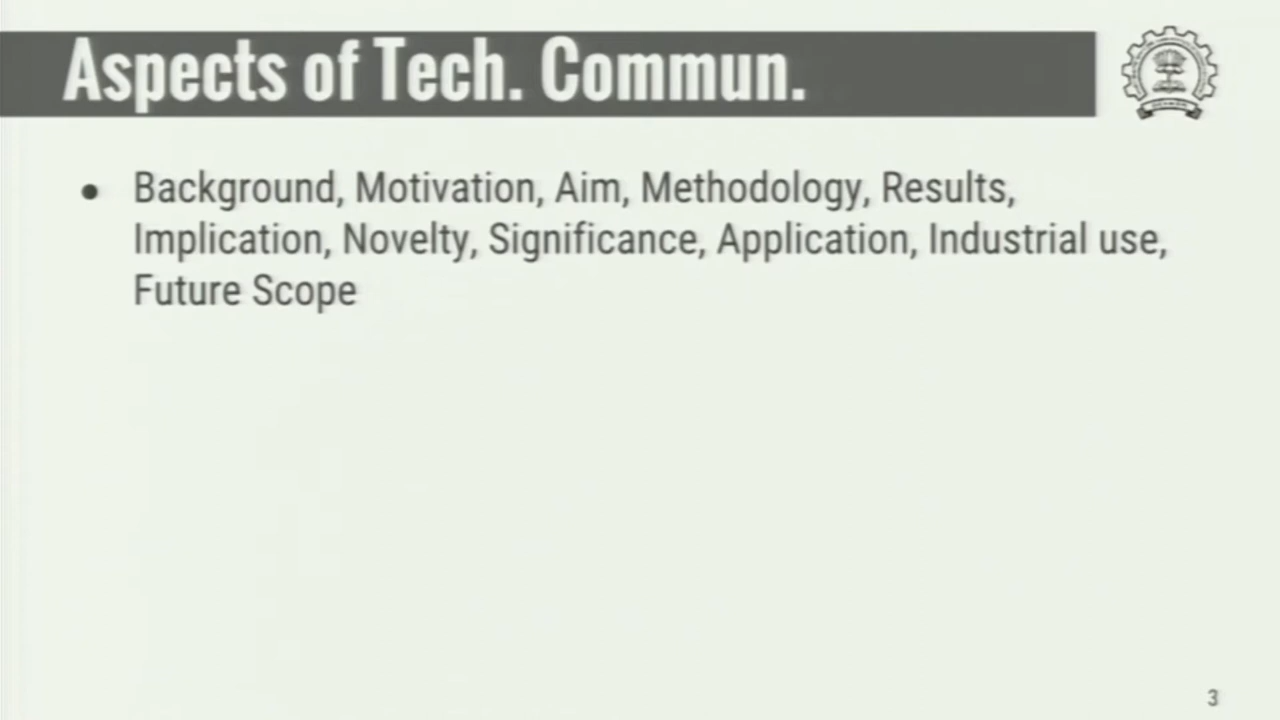 Aspects of Tech. Commun.
● Background, Motivation, Aim, Methodology, Results,
Implication, Novelty, Significance, Application, Industrial use,
Future Scope
3